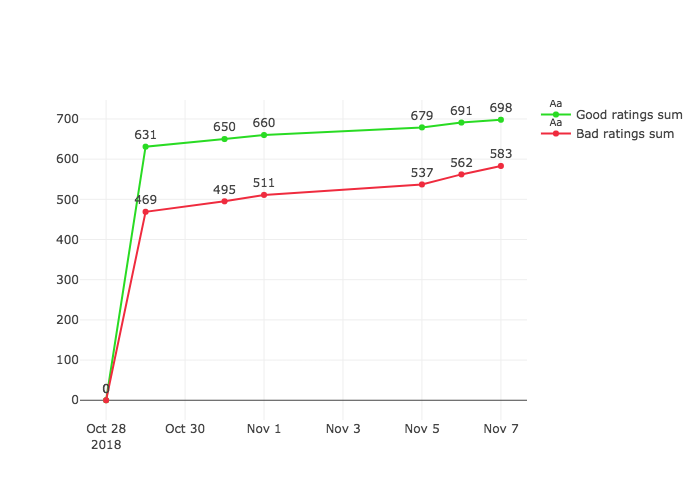 Aa
Good ratings sum
Aa
Bad ratings sum
700
600
500
400
300
200
100
0
631
650
660
679
691
698
469
495
511
537
562
583
0
Oct 28
2018
Oct 30
Nov 1
Nov 3
Nov 5
Nov 7